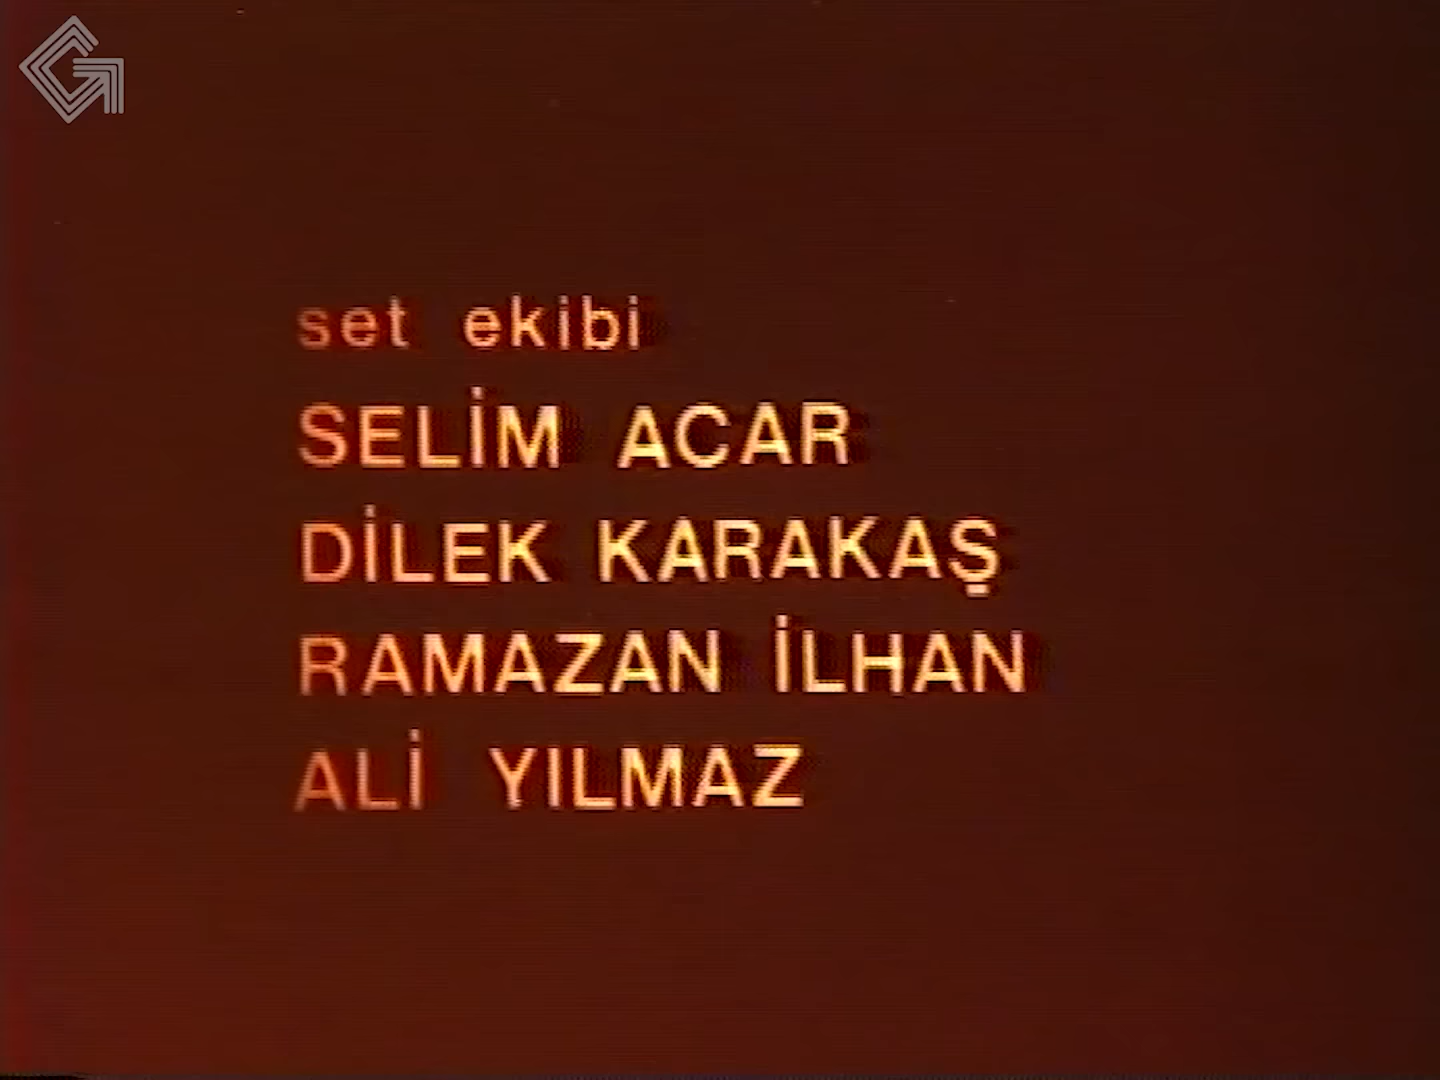 set ekibi
SELİM ACAR
DİLEK KARAKAŞ
RAMAZAN İLHAN
ALİ YILMAZ